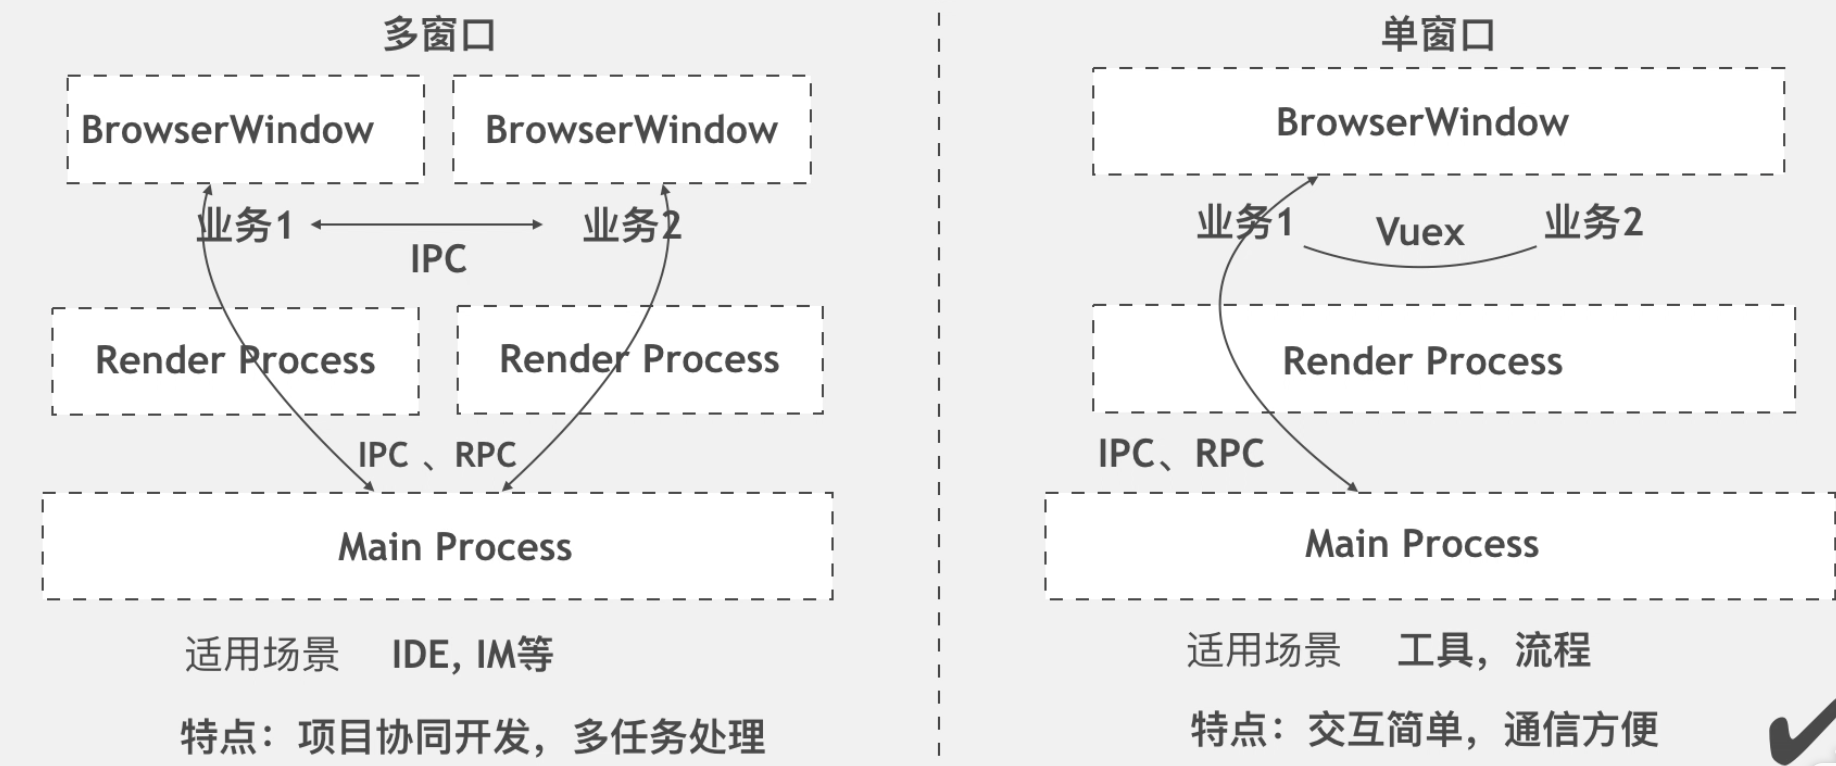 多窗口
BrowserWindow
BrowserWindow
业务1
业务2
IPC
Render Process
Render Process
IPC 、RPC
Main Process
适用场景 IDE, IM等
特点：项目协同开发，多任务处理
单窗口
BrowserWindow
业务1
Vuex
业务2
Render Process
IPC、RPC
Main Process
适用场景 工具，流程
特点：交互简单，通信方便